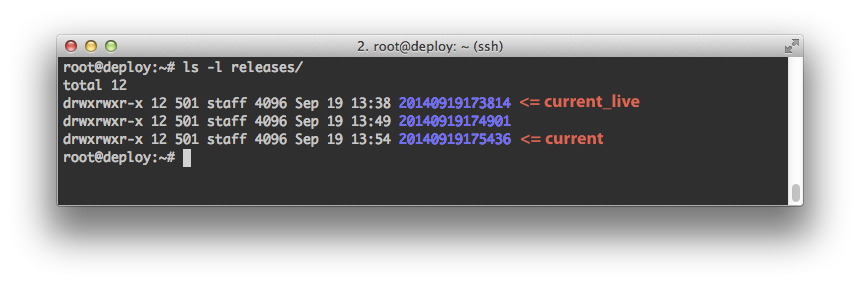 2. root@deploy: ~ (ssh)
root@deploy:~# ls -l releases/
total 12
drwxrwxr-x 12 501 staff 4096 Sep 19 13:38 20140919173814 <= current_live
drwxrwxr-x 12 501 staff 4096 Sep 19 13:49 20140919174901
drwxrwxr-x 12 501 staff 4096 Sep 19 13:54 20140919175436 <= current
root@deploy:~#